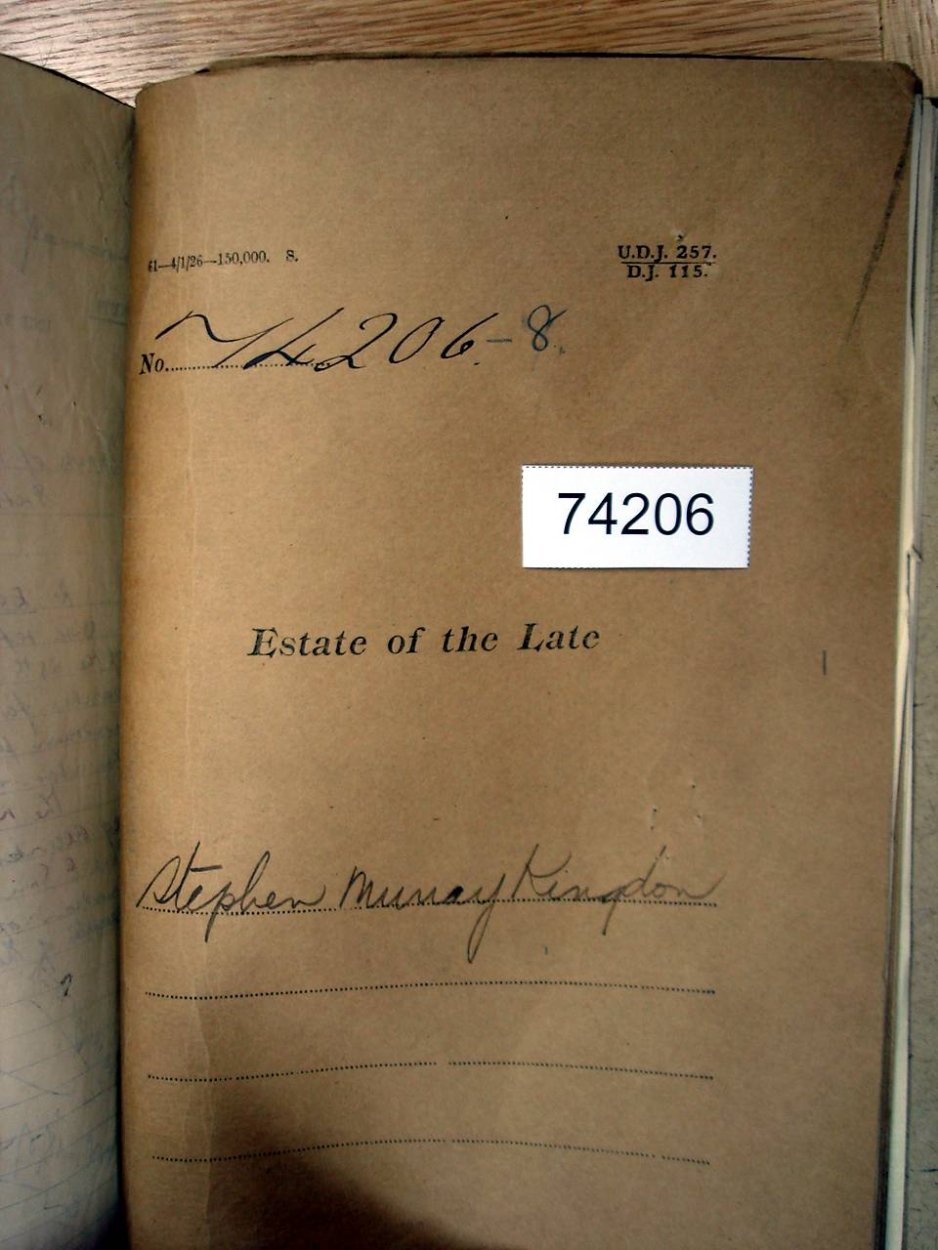 61—4/1/26—150,000. S.
U.D.J. 257.
D.J. 115.
No. 74206-8.
74206
Estate of the Late
Stephen Murray Kingdon